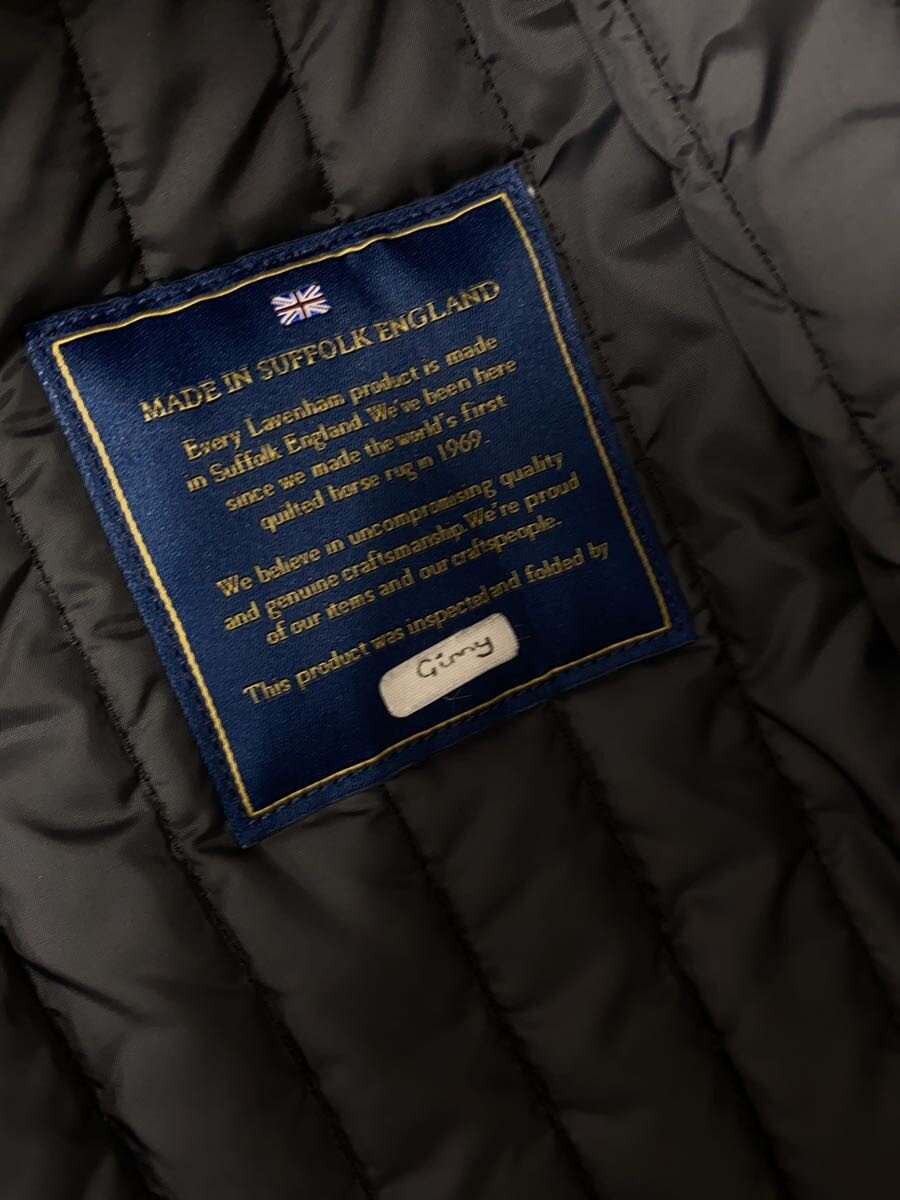 MADE IN SUFFOLK ENGLAND
Every Lavenham product is made
in Suffolk England. We've been here
since we made the world's first
quilted horse rug in 1969.
We believe in uncompromising quality
and genuine craftsmanship. We're proud
of our items and our craftspeople.
This product was inspected and folded by
Ginny